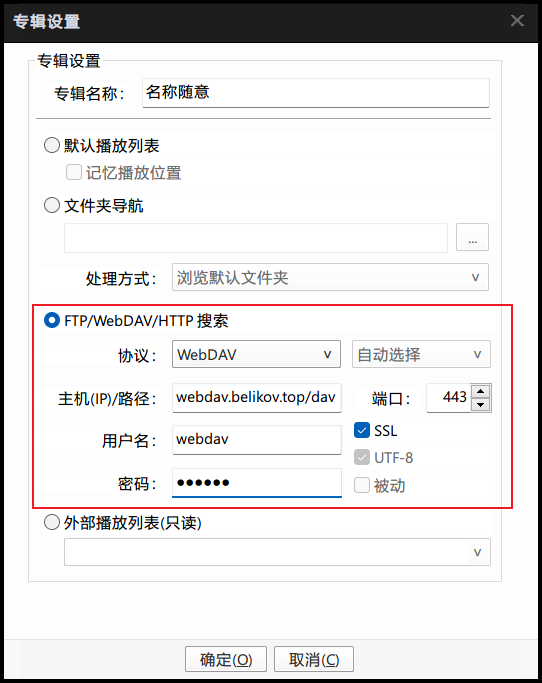 专辑设置
专辑设置
专辑名称： 名称随意
默认播放列表
记忆播放位置
文件夹导航
...
处理方式： 浏览默认文件夹
FTP/WebDAV/HTTP 搜索
协议： WebDAV 自动选择
主机(IP)/路径： webdav.belikov.top/dav 端口： 443
用户名： webdav SSL
UTF-8
密码： ●●●●●● 被动
外部播放列表(只读)
确定(O) 取消(C)